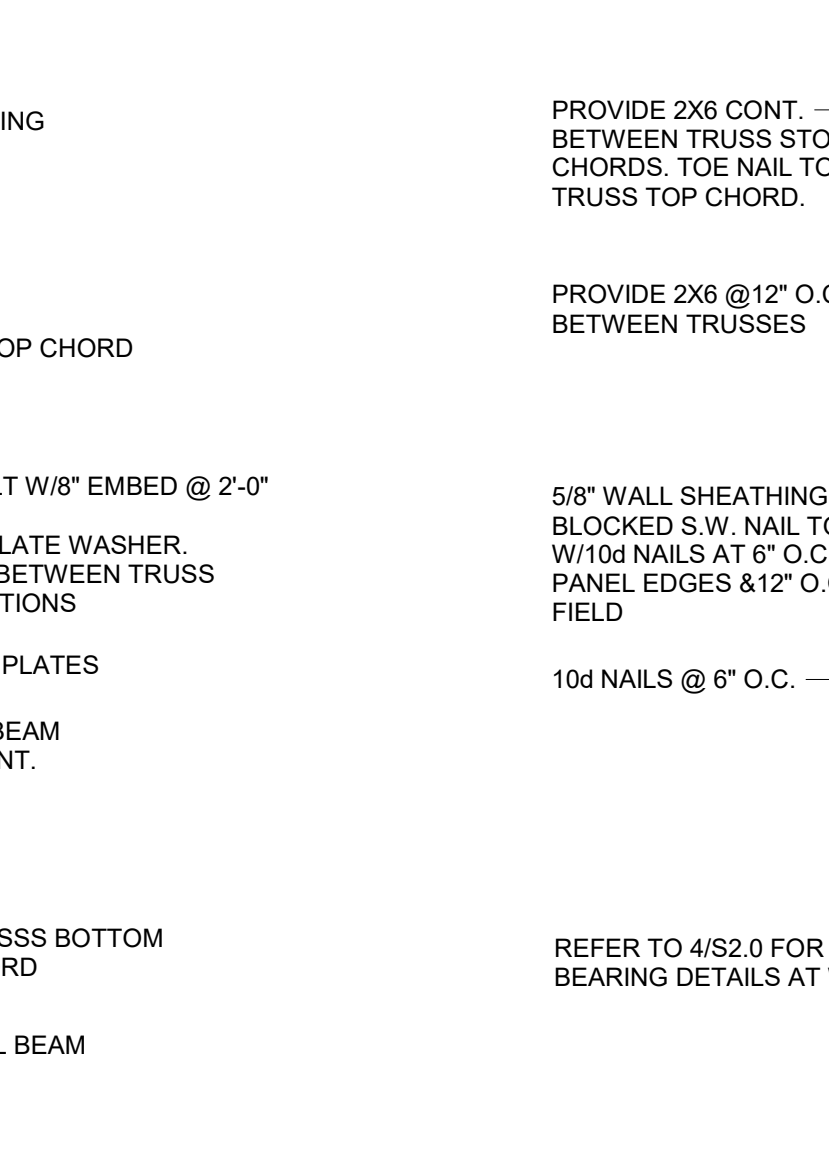 ING
OP CHORD
LT W/8" EMBED @ 2'-0"
LATE WASHER.
BETWEEN TRUSS
TIONS
PLATES
BEAM
NT.
SSS BOTTOM
RD
L BEAM
PROVIDE 2X6 CONT.
BETWEEN TRUSS STO
CHORDS. TOE NAIL TO
TRUSS TOP CHORD.
PROVIDE 2X6 @12" O.C
BETWEEN TRUSSES
5/8" WALL SHEATHING
BLOCKED S.W. NAIL TO
W/10d NAILS AT 6" O.C
PANEL EDGES &12" O.C
FIELD
10d NAILS @ 6" O.C.
REFER TO 4/S2.0 FOR
BEARING DETAILS AT